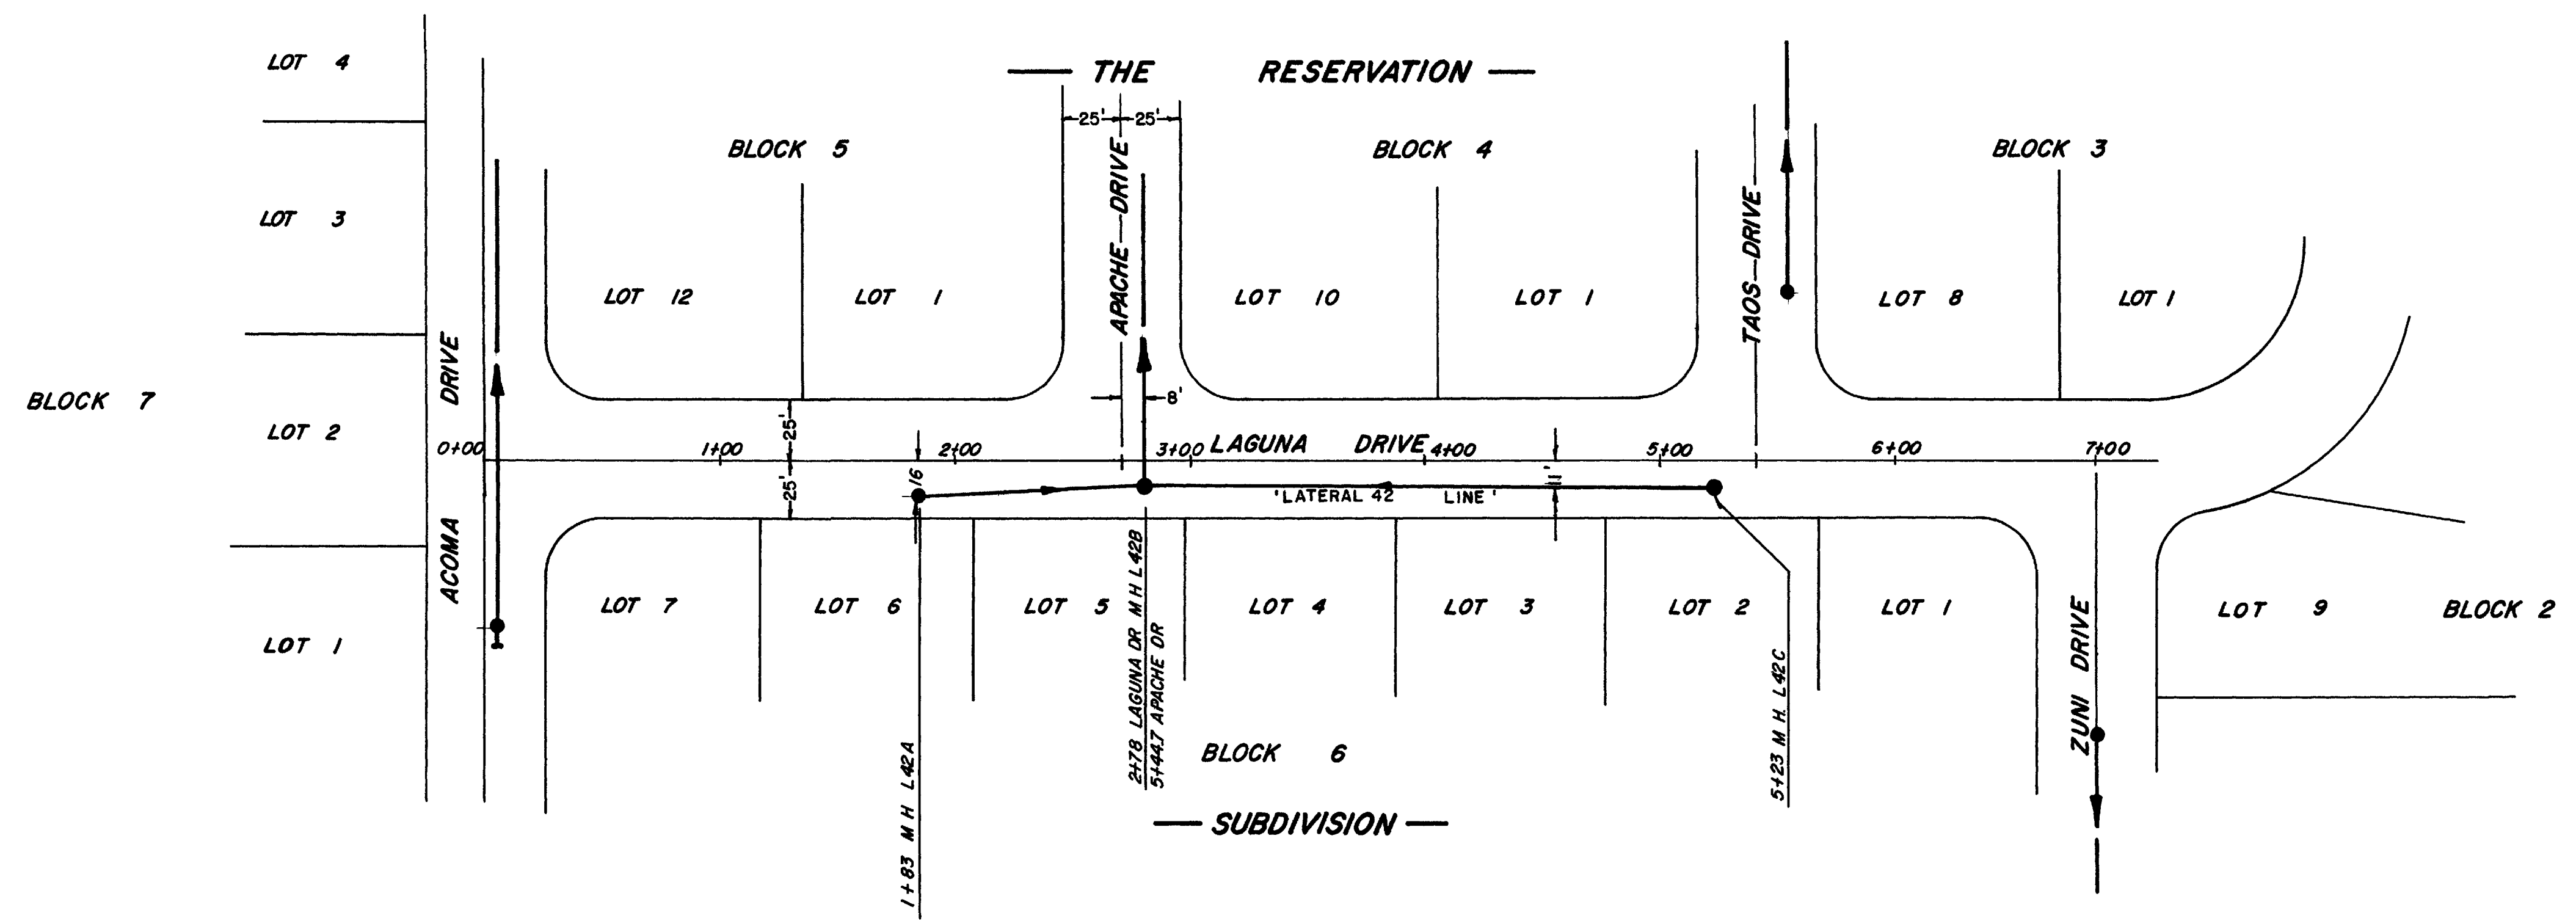 — THE RESERVATION —
LOT 4
25' 25'
BLOCK 5
BLOCK 4
BLOCK 3
LOT 3
APACHE DRIVE
TAOS DRIVE
LOT 12
LOT 1
LOT 10
LOT 1
LOT 8
LOT 1
ACOMA DRIVE
BLOCK 7
8'
LOT 2
25'
0+00 1+00 2+00 3+00 LAGUNA DRIVE 4+00 5+00 6+00 7+00
25'
16
11'
'LATERAL 42 LINE'
LOT 1
LOT 7
LOT 6
LOT 5
LOT 4
LOT 3
LOT 2
LOT 1
LOT 9
BLOCK 2
ZUNI DRIVE
1+83 M H L42A
2+78 LAGUNA DR M H L42B
5+44.7 APACHE DR
5+23 M H. L42C
BLOCK 6
— SUBDIVISION —